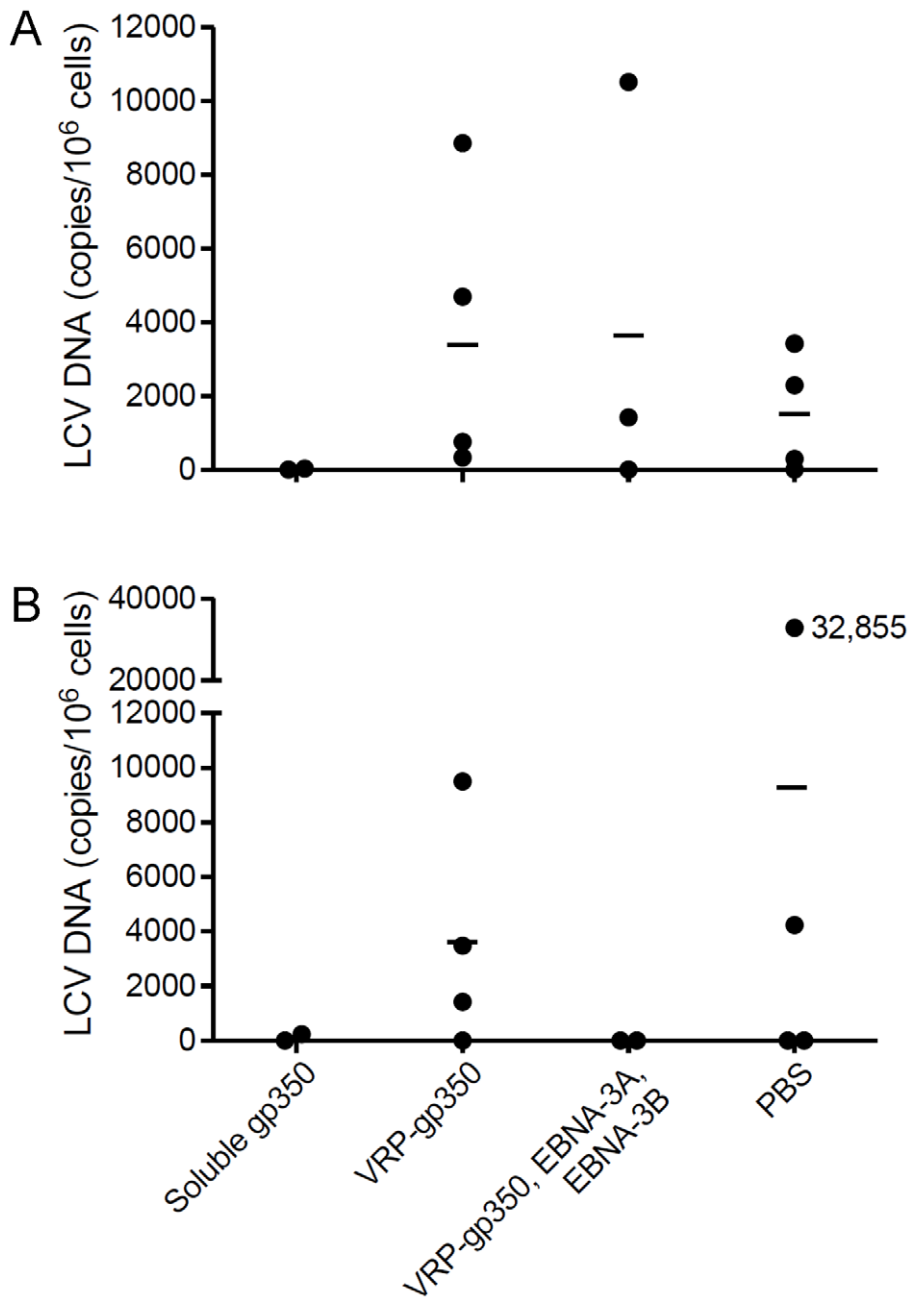 A
LCV DNA (copies/10⁶ cells)
12000
10000
8000
6000
4000
2000
0
B
LCV DNA (copies/10⁶ cells)
40000
20000
12000
10000
8000
6000
4000
2000
0
32,855
Soluble gp350
VRP-gp350
VRP-gp350, EBNA-3A,
EBNA-3B
PBS